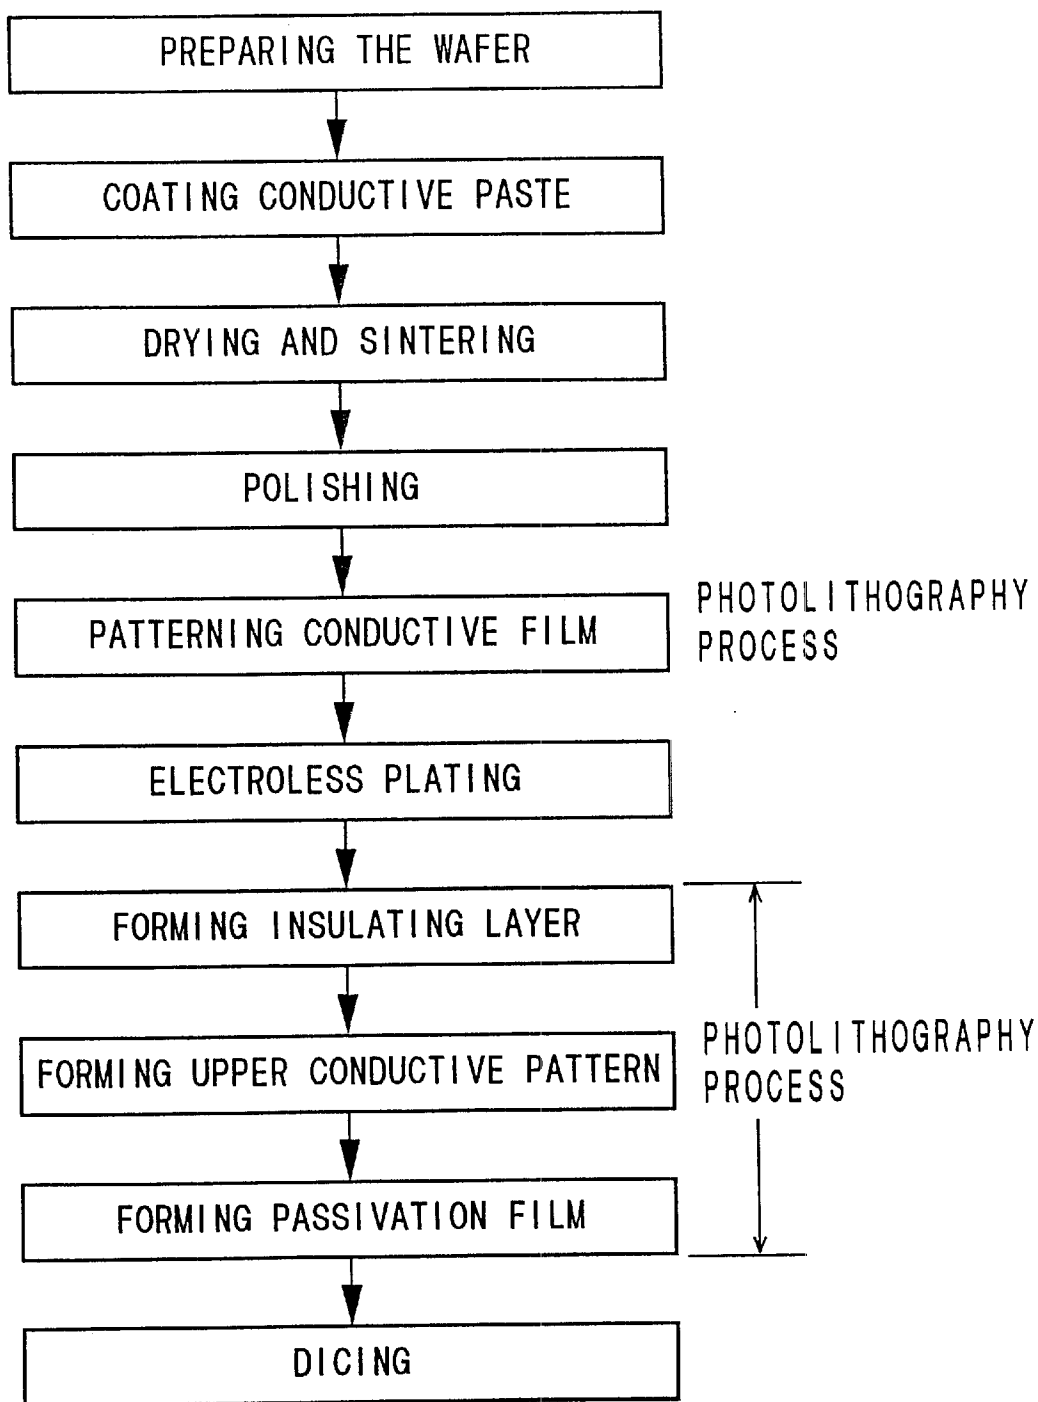 PREPARING THE WAFER
COATING CONDUCTIVE PASTE
DRYING AND SINTERING
POLISHING
PATTERNING CONDUCTIVE FILM
PHOTOLITHOGRAPHY
PROCESS
ELECTROLESS PLATING
FORMING INSULATING LAYER
FORMING UPPER CONDUCTIVE PATTERN
PHOTOLITHOGRAPHY
PROCESS
FORMING PASSIVATION FILM
DICING